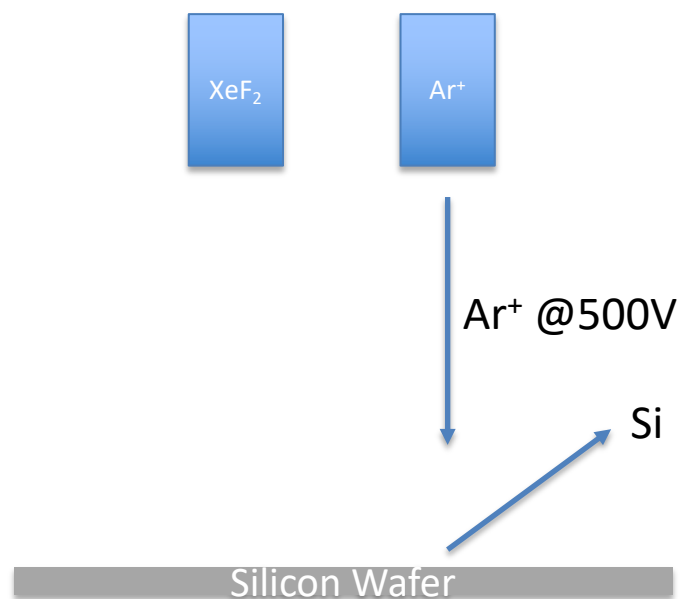 XeF₂
Ar⁺
Ar⁺ @500V
Si
Silicon Wafer